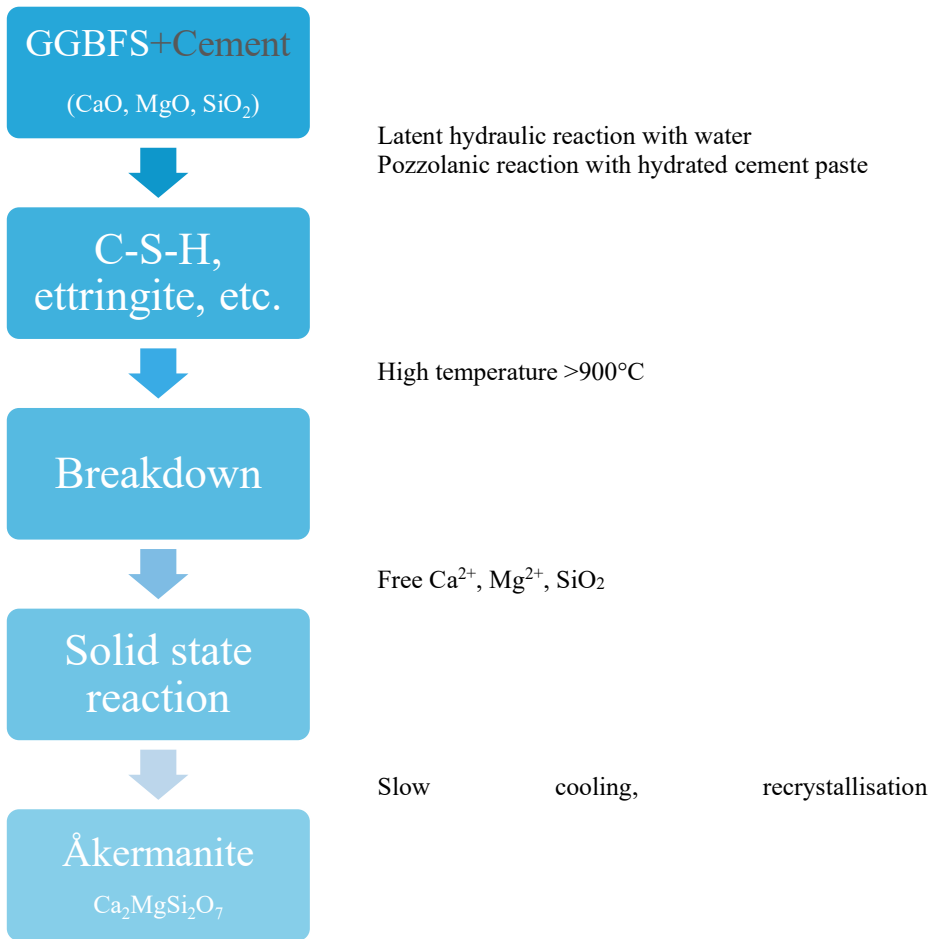 GGBFS+Cement
(CaO, MgO, SiO₂)
Latent hydraulic reaction with water
Pozzolanic reaction with hydrated cement paste
C-S-H,
ettringite, etc.
High temperature >900°C
Breakdown
Free Ca²⁺, Mg²⁺, SiO₂
Solid state
reaction
Slow cooling, recrystallisation
Åkermanite
Ca₂MgSi₂O₇